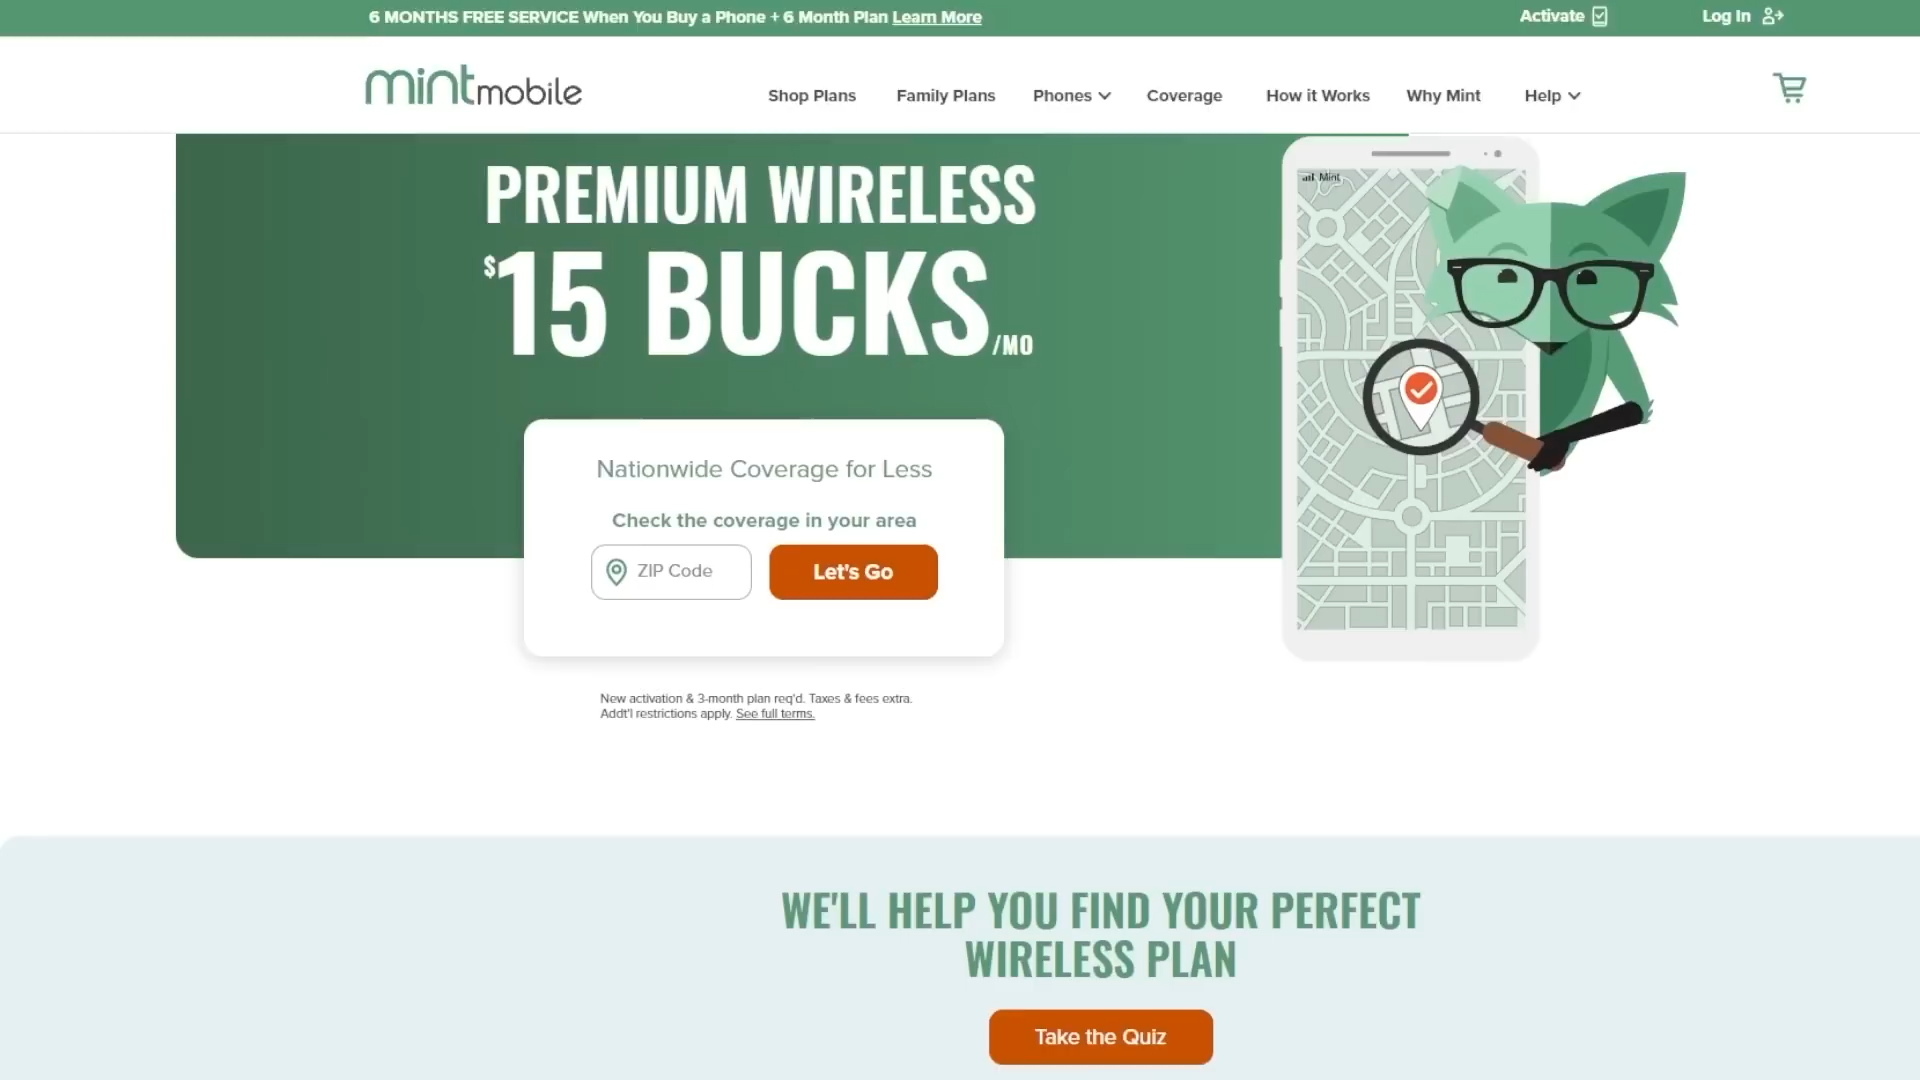 6 MONTHS FREE SERVICE When You Buy a Phone + 6 Month Plan Learn More
Activate
Log In
mintmobile
Shop Plans
Family Plans
Phones
Coverage
How it Works
Why Mint
Help
PREMIUM WIRELESS
$15 BUCKS/MO
Mint
Nationwide Coverage for Less
Check the coverage in your area
ZIP Code
Let's Go
New activation & 3-month plan req'd. Taxes & fees extra.
Addt'l restrictions apply. See full terms.
WE'LL HELP YOU FIND YOUR PERFECT
WIRELESS PLAN
Take the Quiz